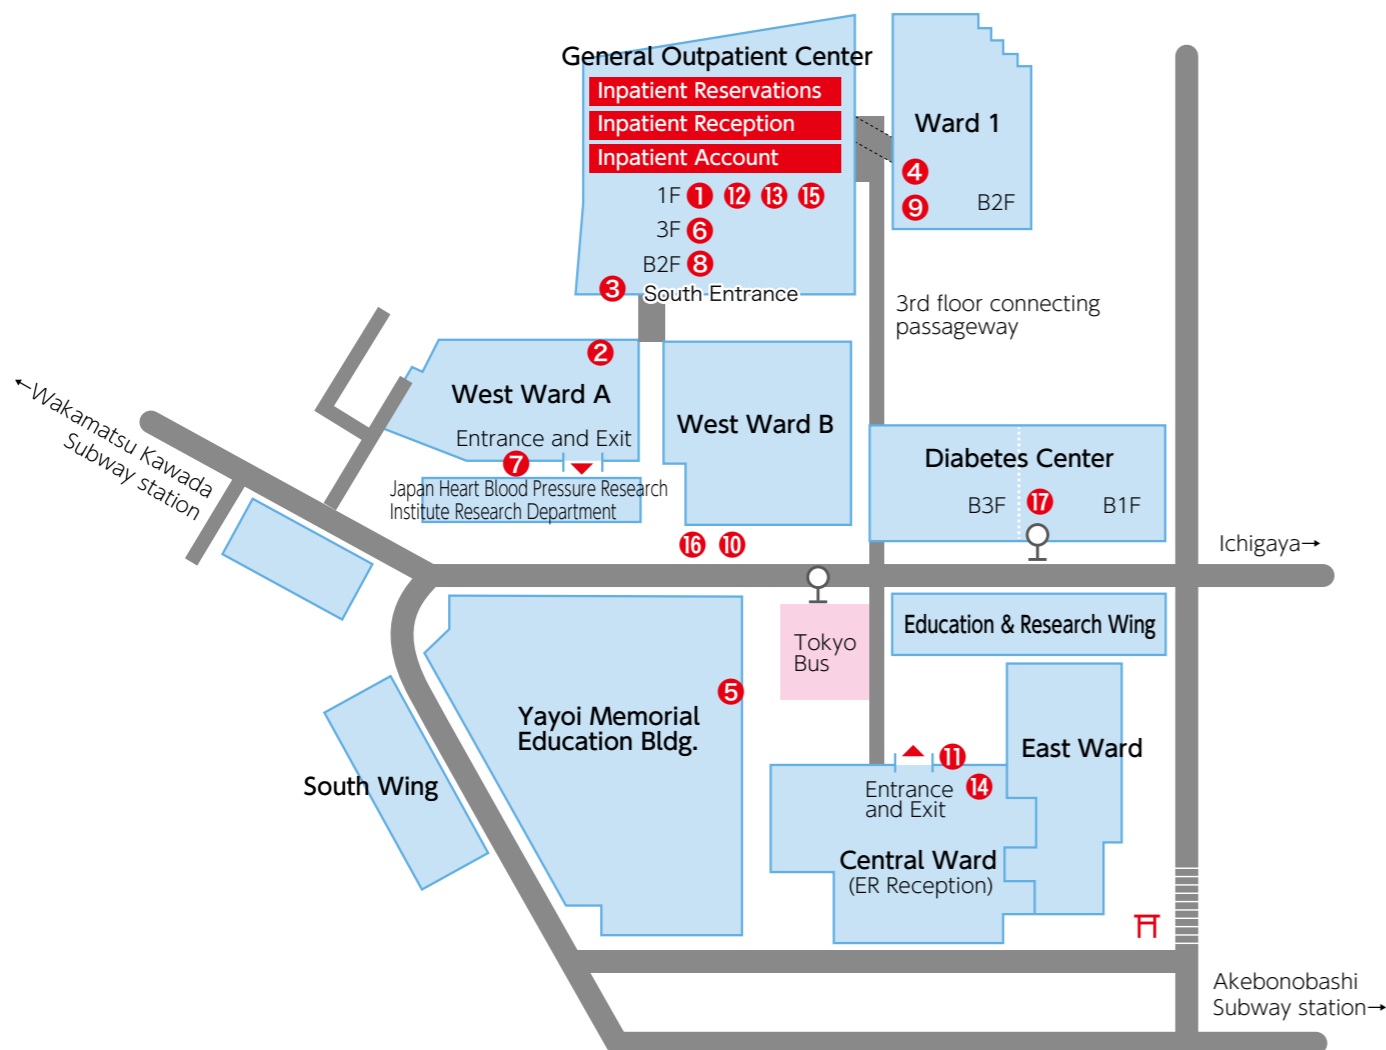 General Outpatient Center
Inpatient Reservations
Inpatient Reception
Inpatient Account
1F 1 12 13 15
3F 6
B2F 8
3 South Entrance
Ward 1
4
9 B2F
3rd floor connecting
passageway
2
West Ward A
Entrance and Exit
7
Japan Heart Blood Pressure Research
Institute Research Department
West Ward B
16 10
←Wakamatsu Kawada
Subway station
Diabetes Center
B3F 17 B1F
Ichigaya→
Education & Research Wing
Tokyo
Bus
5
Yayoi Memorial
Education Bldg.
South Wing
East Ward
11
Entrance 14
and Exit
Central Ward
(ER Reception)
Akebonobashi
Subway station→